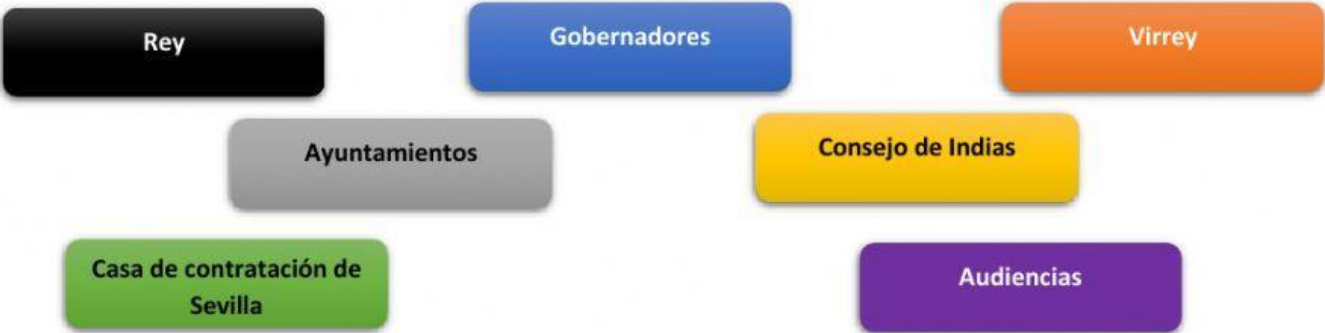 Rey
Gobernadores
Virrey
Ayuntamientos
Consejo de Indias
Casa de contratación de
Sevilla
Audiencias